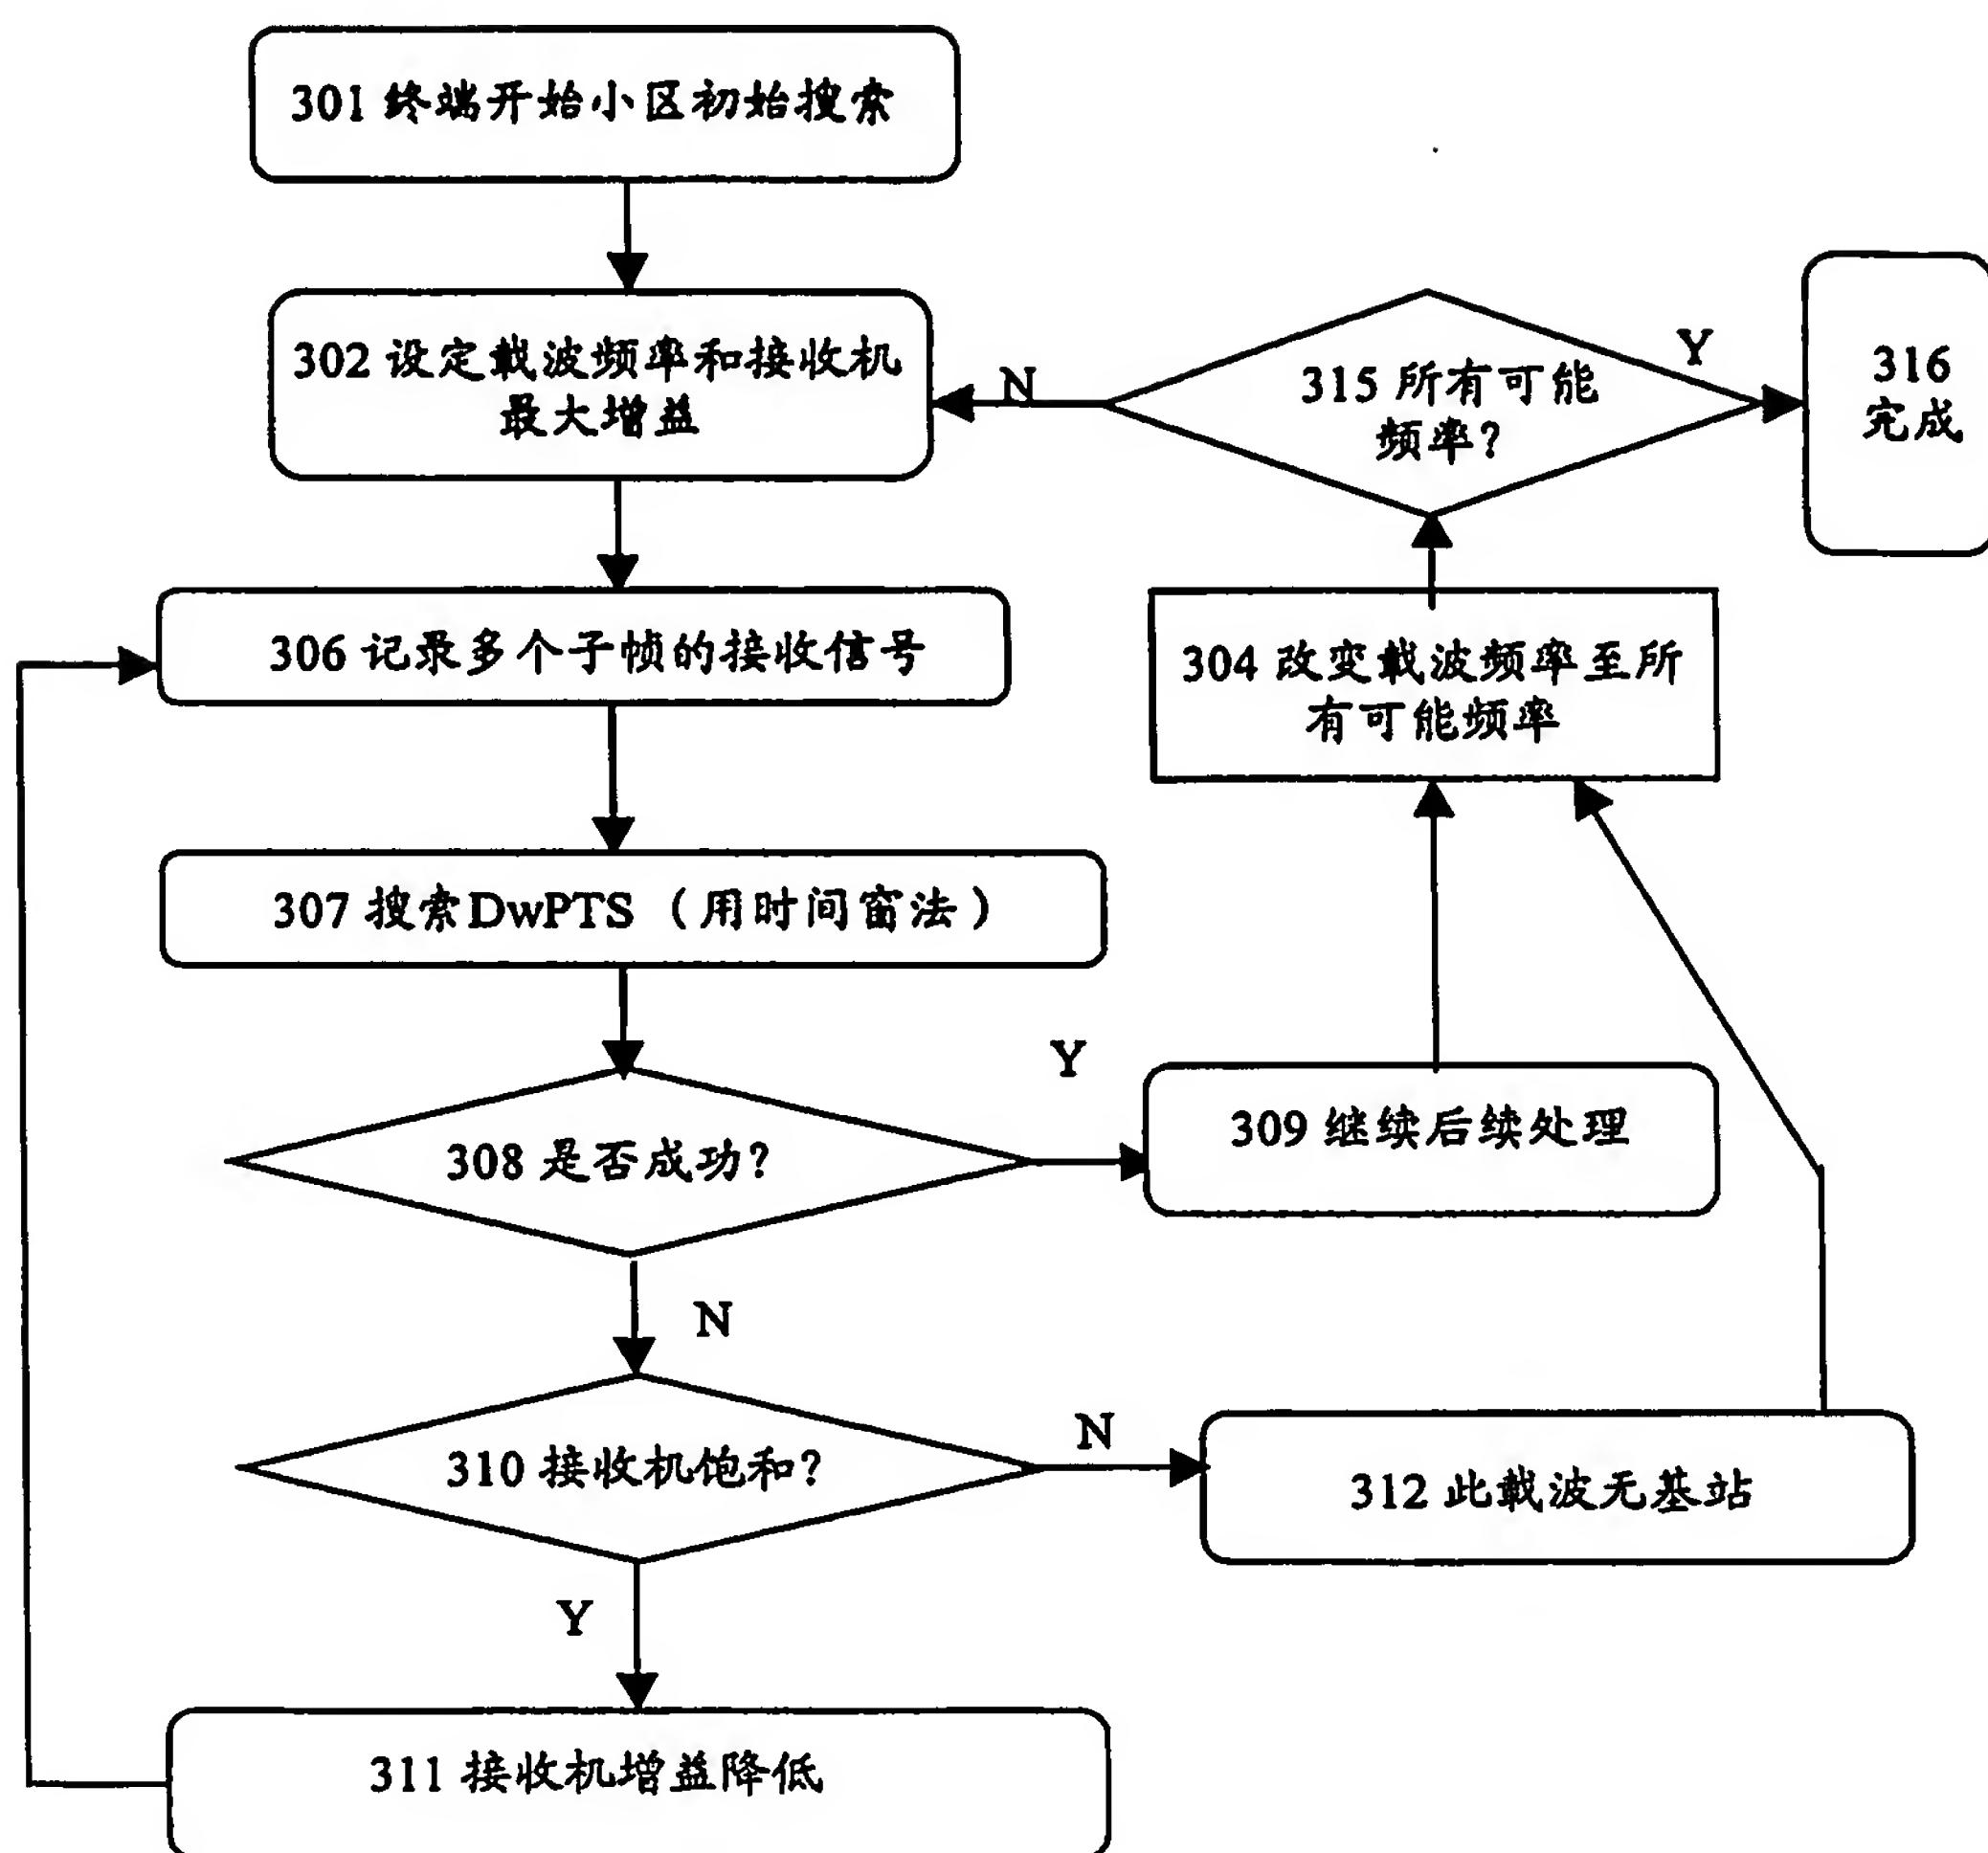 301 终端开始小区初始搜索
302 设定载波频率和接收机
最大增益
N
315 所有可能
频率?
Y
316
完成
306 记录多个子帧的接收信号
304 改变载波频率至所
有可能频率
307 搜索DwPTS（用时间窗法）
308 是否成功?
Y
309 继续后续处理
N
310 接收机饱和?
N
312 此载波无基站
Y
311 接收机增益降低